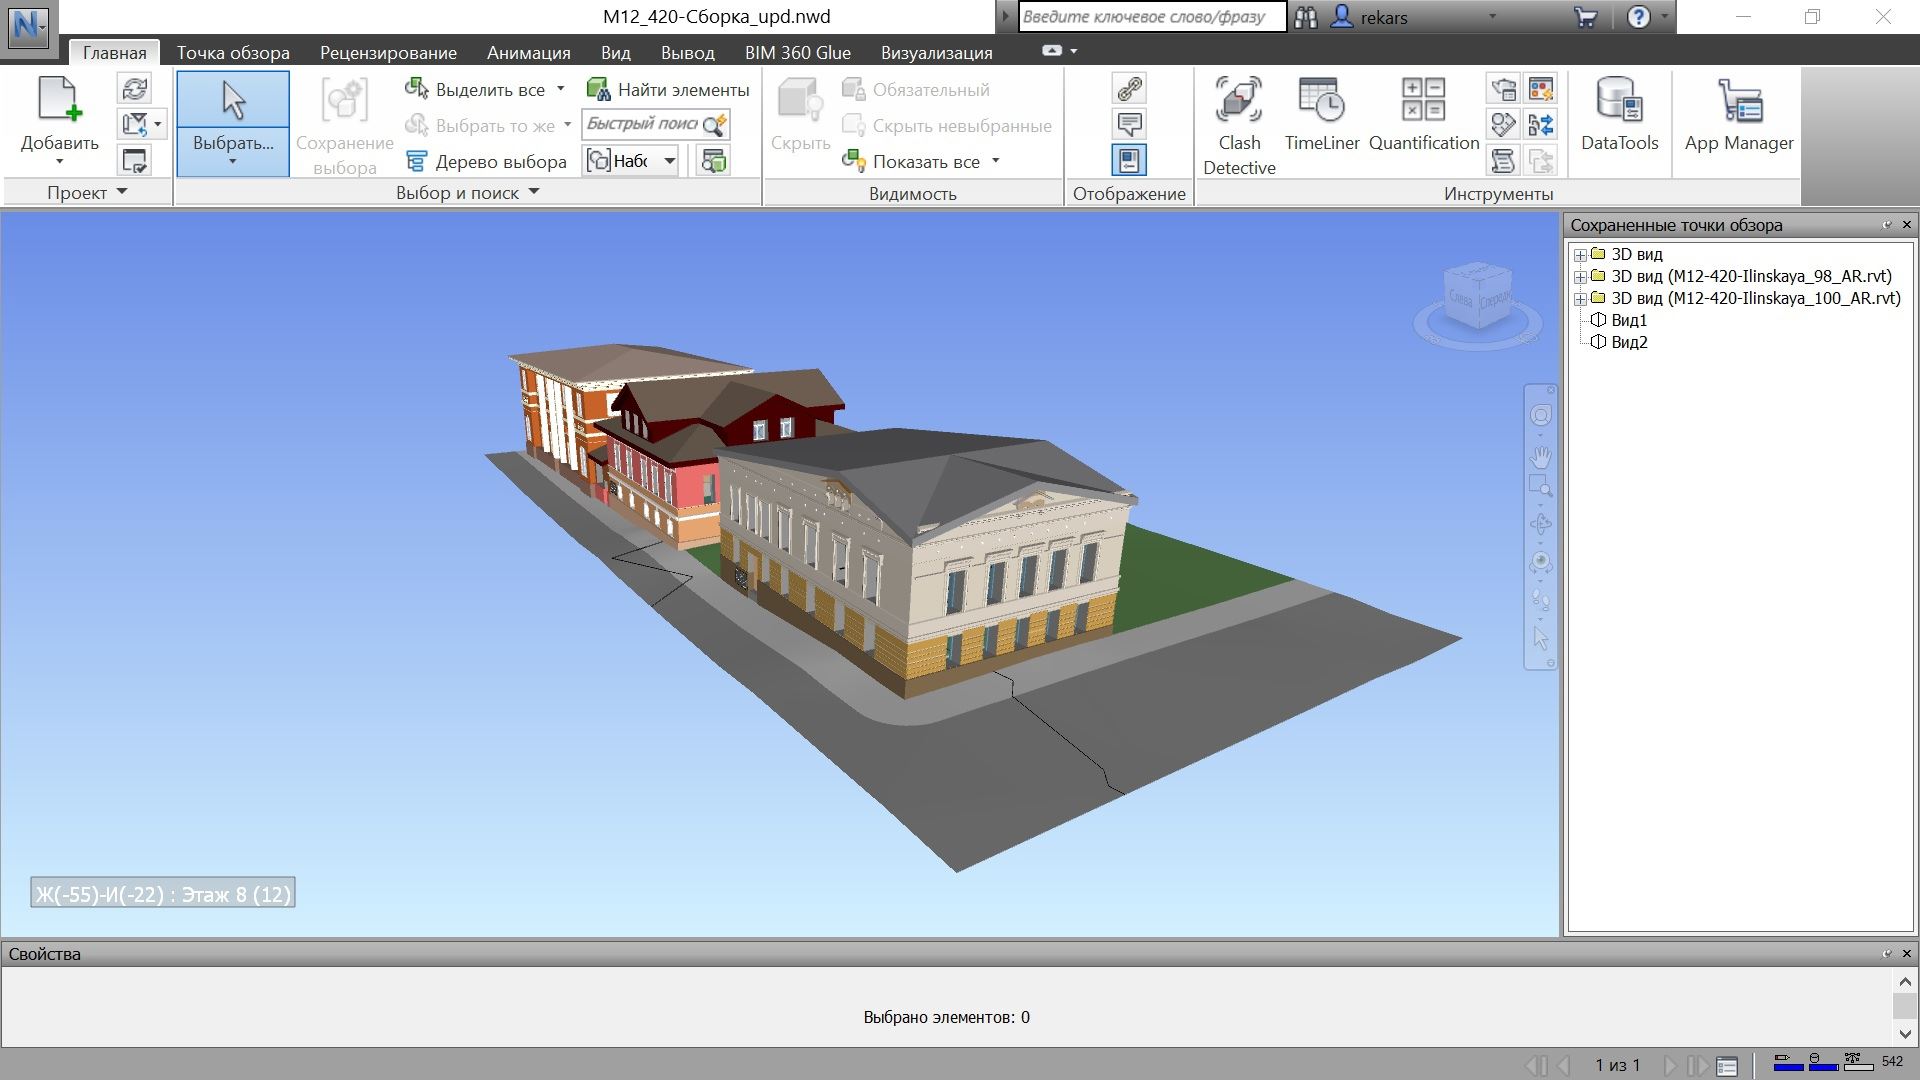 M12_420-Сборка_upd.nwd
Введите ключевое слово/фразу
rekars
Главная
Точка обзора
Рецензирование
Анимация
Вид
Вывод
BIM 360 Glue
Визуализация
Добавить
Проект
Выбрать...
Сохранение
выбора
Выделить все
Выбрать то же
Дерево выбора
Найти элементы
Быстрый поис
Наб
Выбор и поиск
Скрыть
Обязательный
Скрыть невыбранные
Показать все
Видимость
Отображение
Clash
Detective
TimeLiner
Quantification
DataTools
App Manager
Инструменты
Слева
Спереди
Ж(-55)-И(-22) : Этаж 8 (12)
Сохраненные точки обзора
3D вид
3D вид (M12-420-Ilinskaya_98_AR.rvt)
3D вид (M12-420-Ilinskaya_100_AR.rvt)
Вид1
Вид2
Свойства
Выбрано элементов: 0
1 из 1
542